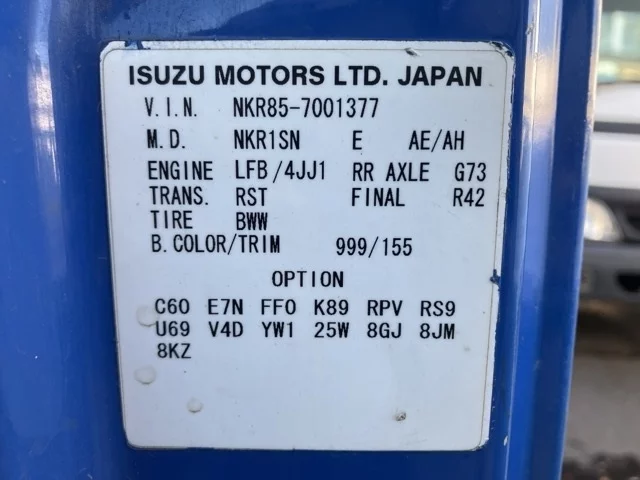 ISUZU MOTORS LTD. JAPAN
V.I.N. NKR85-7001377
M.D. NKR1SN E AE/AH
ENGINE LFB/4JJ1 RR AXLE G73
TRANS. RST FINAL R42
TIRE BWW
B.COLOR/TRIM 999/155
OPTION
C60 E7N FF0 K89 RPV RS9
U69 V4D YW1 25W 8GJ 8JM
8KZ